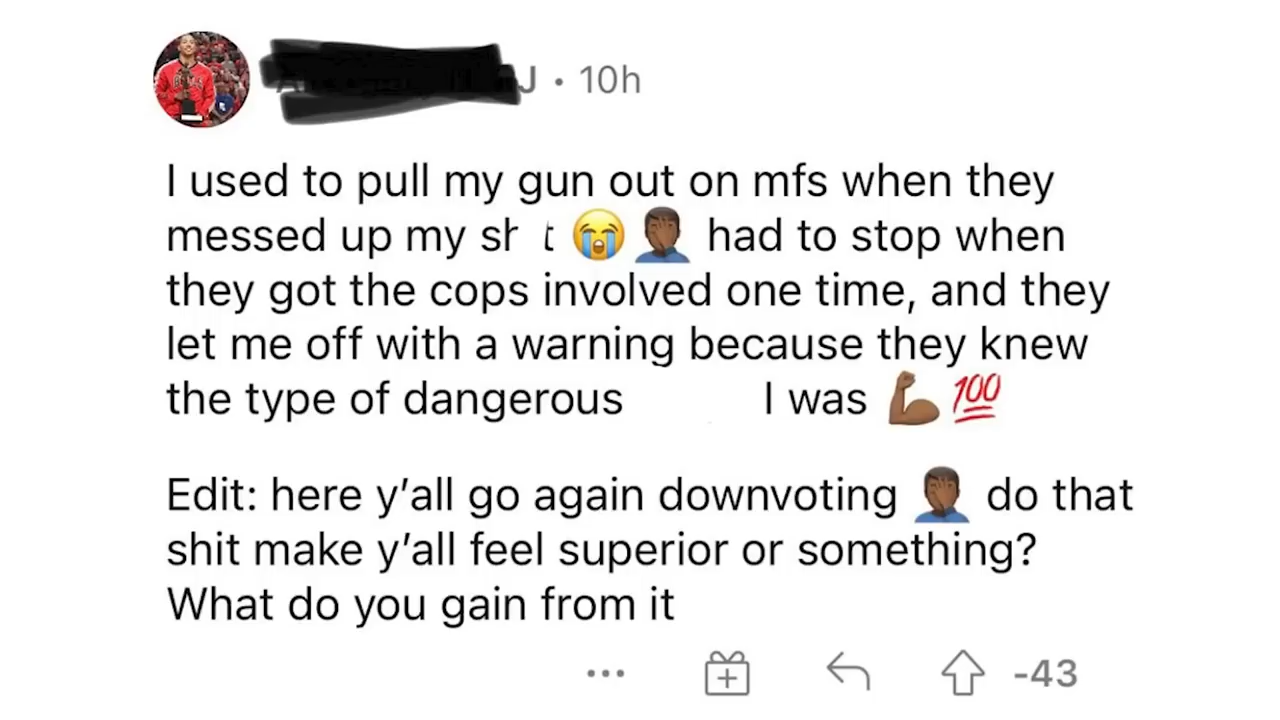 J • 10h
I used to pull my gun out on mfs when they
messed up my sh t 😭🤦🏾‍♂️ had to stop when
they got the cops involved one time, and they
let me off with a warning because they knew
the type of dangerous I was 💪🏾💯
Edit: here y’all go again downvoting 🤦🏾‍♂️ do that
shit make y’all feel superior or something?
What do you gain from it
... -43